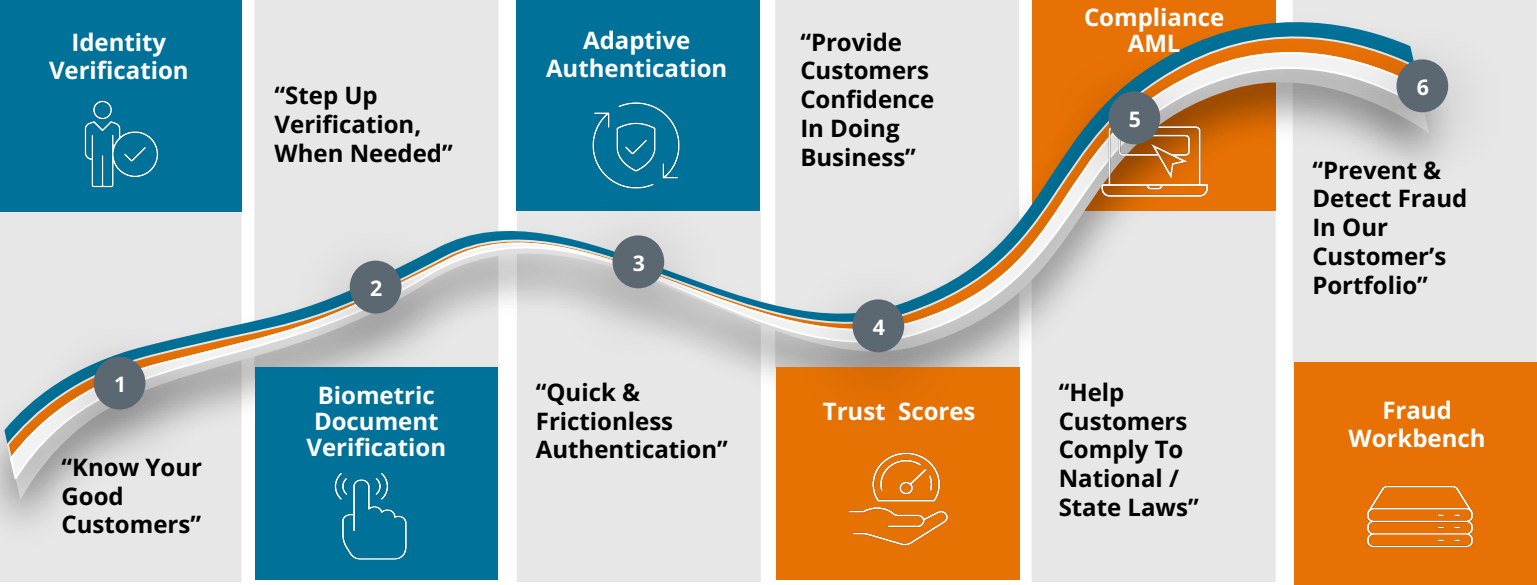 Identity
Verification
1
“Know Your
Good
Customers”
“Step Up
Verification,
When Needed”
2
Biometric
Document
Verification
Adaptive
Authentication
3
“Quick &
Frictionless
Authentication”
“Provide
Customers
Confidence
In Doing
Business”
4
Trust Scores
Compliance
AML
5
“Help
Customers
Comply To
National /
State Laws”
6
“Prevent &
Detect Fraud
In Our
Customer’s
Portfolio”
Fraud
Workbench